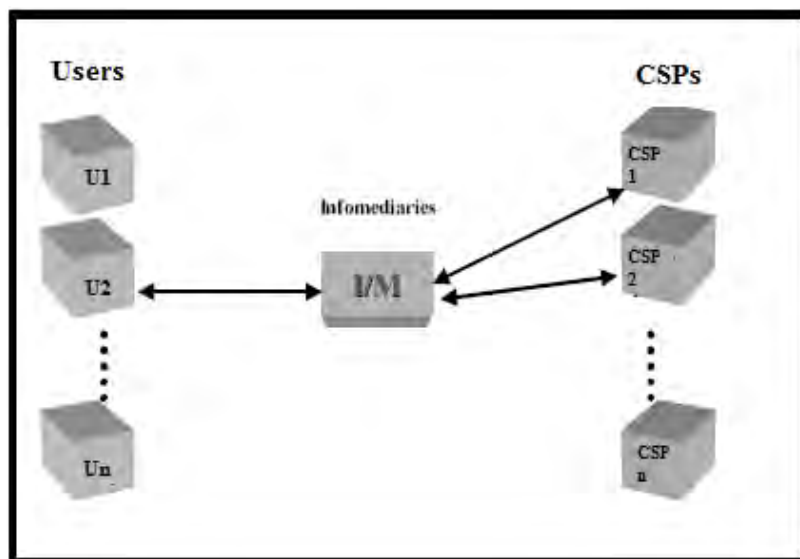 Users
CSPs
U1
CSP
1
Infomediaries
U2
I/M
CSP
2
Un
CSP
n